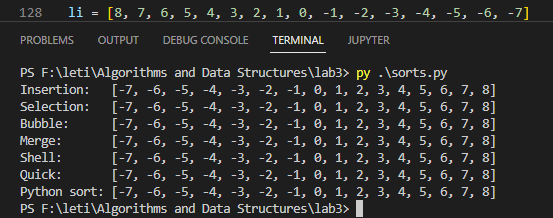 128 li = [8, 7, 6, 5, 4, 3, 2, 1, 0, -1, -2, -3, -4, -5, -6, -7]
PROBLEMS OUTPUT DEBUG CONSOLE TERMINAL JUPYTER
PS F:\leti\Algorithms and Data Structures\lab3> py .\sorts.py
Insertion: [-7, -6, -5, -4, -3, -2, -1, 0, 1, 2, 3, 4, 5, 6, 7, 8]
Selection: [-7, -6, -5, -4, -3, -2, -1, 0, 1, 2, 3, 4, 5, 6, 7, 8]
Bubble: [-7, -6, -5, -4, -3, -2, -1, 0, 1, 2, 3, 4, 5, 6, 7, 8]
Merge: [-7, -6, -5, -4, -3, -2, -1, 0, 1, 2, 3, 4, 5, 6, 7, 8]
Shell: [-7, -6, -5, -4, -3, -2, -1, 0, 1, 2, 3, 4, 5, 6, 7, 8]
Quick: [-7, -6, -5, -4, -3, -2, -1, 0, 1, 2, 3, 4, 5, 6, 7, 8]
Python sort: [-7, -6, -5, -4, -3, -2, -1, 0, 1, 2, 3, 4, 5, 6, 7, 8]
PS F:\leti\Algorithms and Data Structures\lab3>